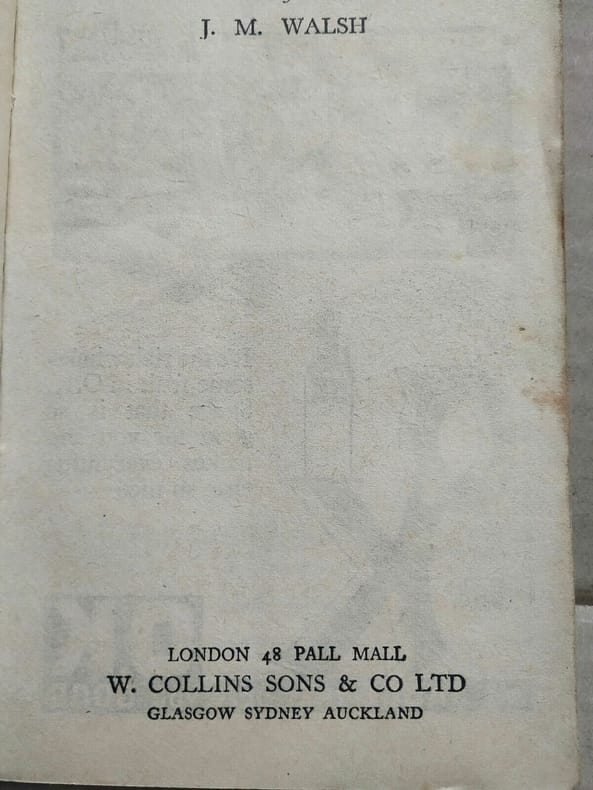 J. M. WALSH
LONDON 48 PALL MALL
W. COLLINS SONS & CO LTD
GLASGOW SYDNEY AUCKLAND